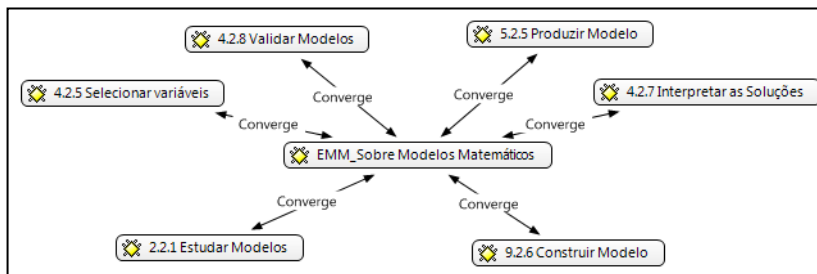 4.2.8 Validar Modelos
5.2.5 Produzir Modelo
4.2.5 Selecionar variáveis
4.2.7 Interpretar as Soluções
Converge
Converge
Converge
Converge
EMM_Sobre Modelos Matemáticos
Converge
Converge
2.2.1 Estudar Modelos
9.2.6 Construir Modelo